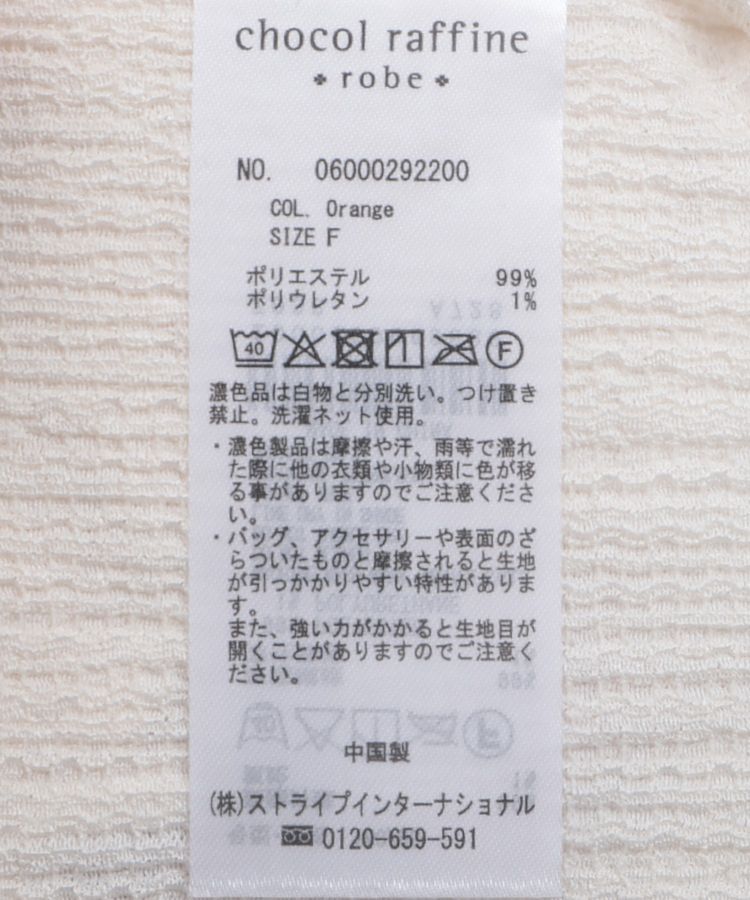 chocol raffine
robe
NO. 06000292200
COL. Orange
SIZE F
ポリエステル 99%
ポリウレタン 1%
40 F
濃色品は白物と分別洗い。つけ置き
禁止。洗濯ネット使用。
・濃色製品は摩擦や汗、雨等で濡れ
た際に他の衣類や小物類に色が移
る事がありますのでご注意くださ
い。
・バッグ、アクセサリーや表面のざ
らついたものと摩擦されると生地
が引っかかりやすい特性がありま
す。
また、強い力がかかると生地目が
開くことがありますのでご注意く
ださい。
中国製
(株)ストライプインターナショナル
0120-659-591